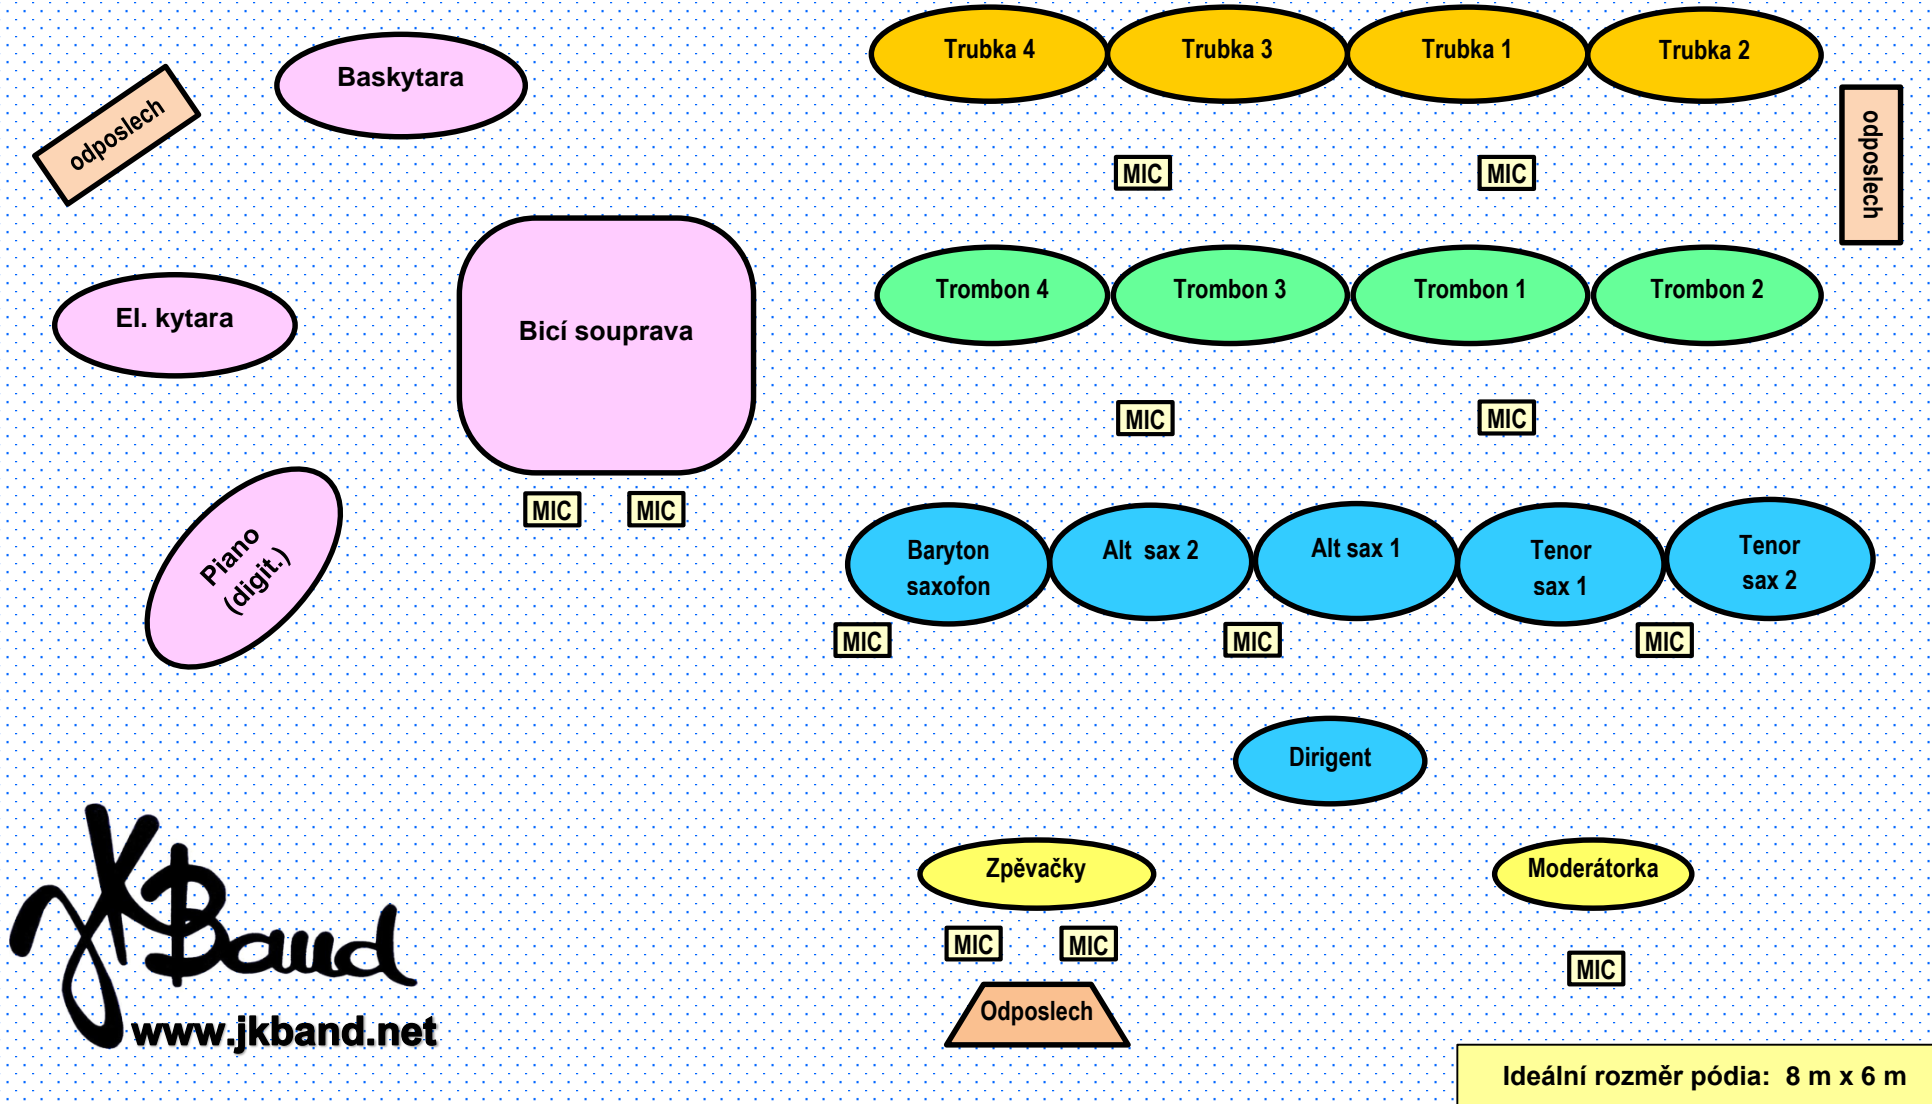 Trubka 4
Trubka 3
Trubka 1
Trubka 2
Baskytara
odposlech
odposlech
MIC
MIC
Trombon 4
Trombon 3
Trombon 1
Trombon 2
El. kytara
Bicí souprava
MIC
MIC
MIC
MIC
Piano
(digit.)
Baryton
saxofon
Alt sax 2
Alt sax 1
Tenor
sax 1
Tenor
sax 2
MIC
MIC
MIC
Dirigent
Zpěvačky
Moderátorka
MIC
MIC
MIC
Odposlech
JKBand
www.jkband.net
Ideální rozměr pódia: 8 m x 6 m